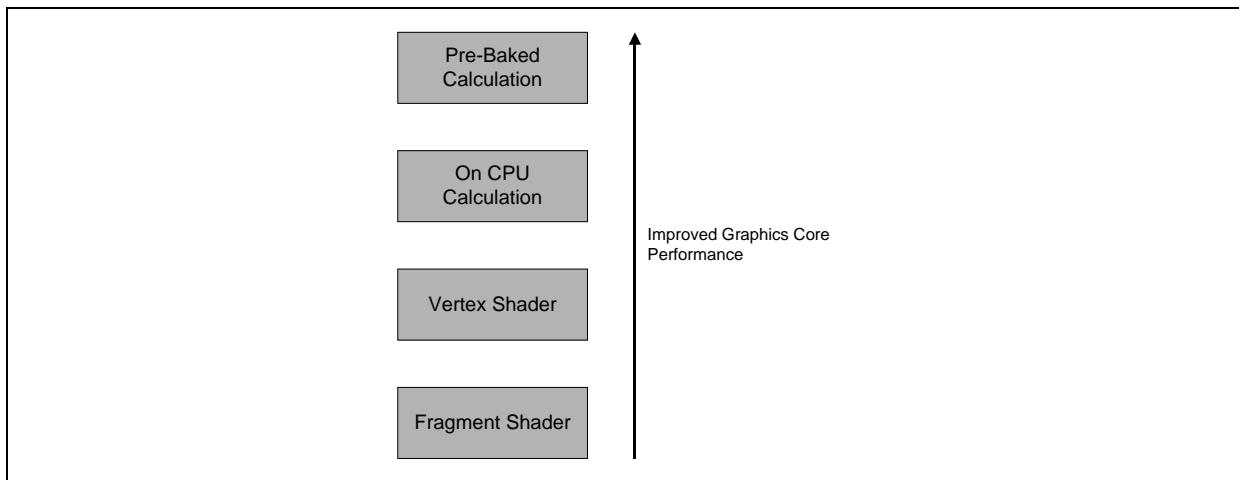 Pre-Baked
Calculation
On CPU
Calculation
Improved Graphics Core
Performance
Vertex Shader
Fragment Shader